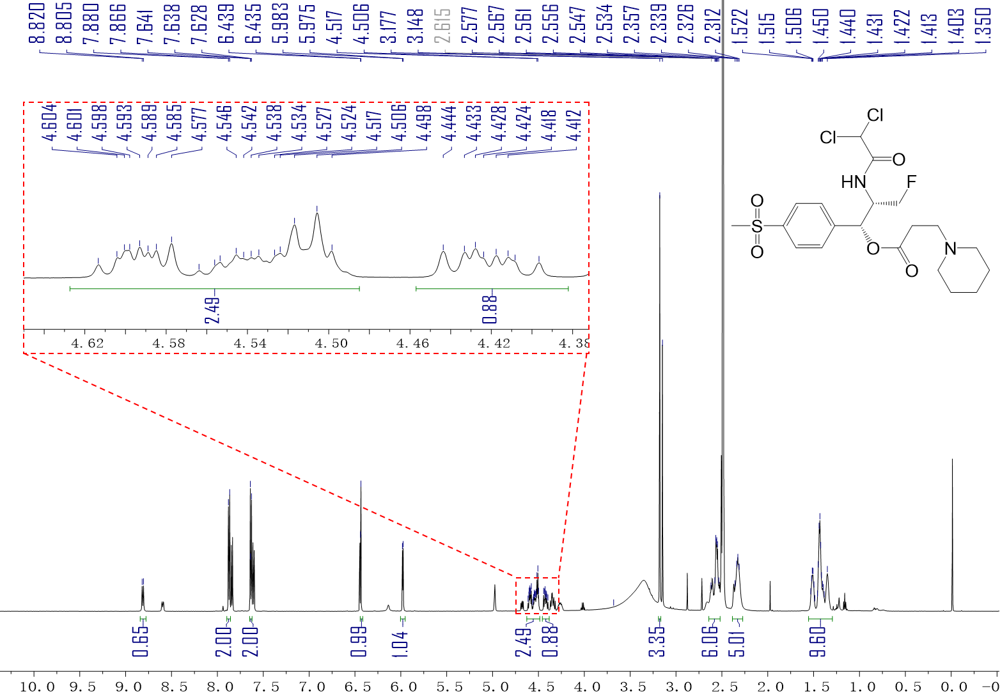 8.820 8.805 7.880 7.866 7.641 7.638 7.628 6.439 6.435 5.983 5.975 4.517 4.506 3.177 3.148 2.615 2.577 2.567 2.561 2.556 2.547 2.534 2.357 2.339 2.326 2.312 1.522 1.515 1.506 1.450 1.440 1.431 1.422 1.413 1.403 1.350
4.604 4.601 4.598 4.593 4.589 4.585 4.577 4.546 4.542 4.538 4.534 4.527 4.524 4.517 4.506 4.498 4.444 4.433 4.428 4.424 4.418 4.412
2.49 0.88
4.62 4.58 4.54 4.50 4.46 4.42 4.38
Cl
Cl
O
HN
F
O
S
O
O
O
N
0.65 2.00 2.00 0.99 1.04 2.49 0.88 3.35 6.06 5.01 9.60
10.0 9.5 9.0 8.5 8.0 7.5 7.0 6.5 6.0 5.5 5.0 4.5 4.0 3.5 3.0 2.5 2.0 1.5 1.0 0.5 0.0 -0